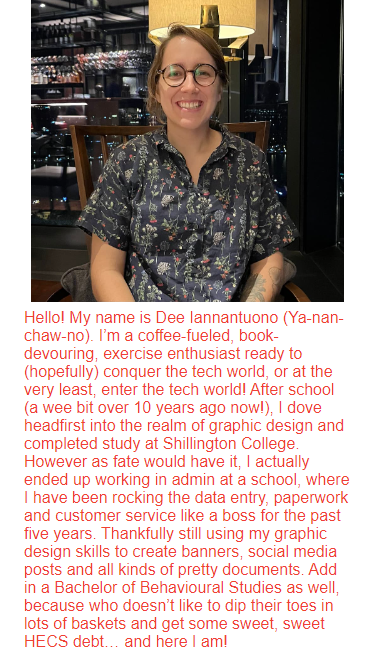 Hello! My name is Dee Iannantuono (Ya-nan-
chaw-no). I'm a coffee-fueled, book-
devouring, exercise enthusiast ready to
(hopefully) conquer the tech world, or at the
very least, enter the tech world! After school
(a wee bit over 10 years ago now!), I dove
headfirst into the realm of graphic design and
completed study at Shillington College.
However as fate would have it, I actually
ended up working in admin at a school, where
I have been rocking the data entry, paperwork
and customer service like a boss for the past
five years. Thankfully still using my graphic
design skills to create banners, social media
posts and all kinds of pretty documents. Add
in a Bachelor of Behavioural Studies as well,
because who doesn't like to dip their toes in
lots of baskets and get some sweet, sweet
HECS debt… and here I am!